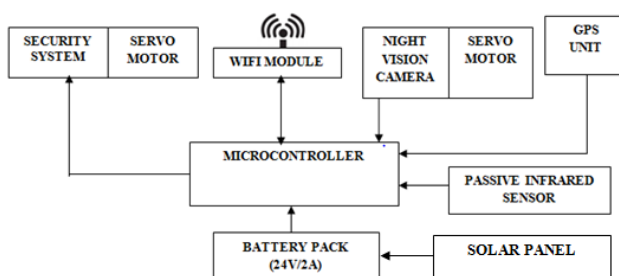 SECURITY
SYSTEM
SERVO
MOTOR
WIFI MODULE
NIGHT
VISION
CAMERA
SERVO
MOTOR
GPS
UNIT
MICROCONTROLLER
PASSIVE INFRARED
SENSOR
BATTERY PACK
(24V/2A)
SOLAR PANEL